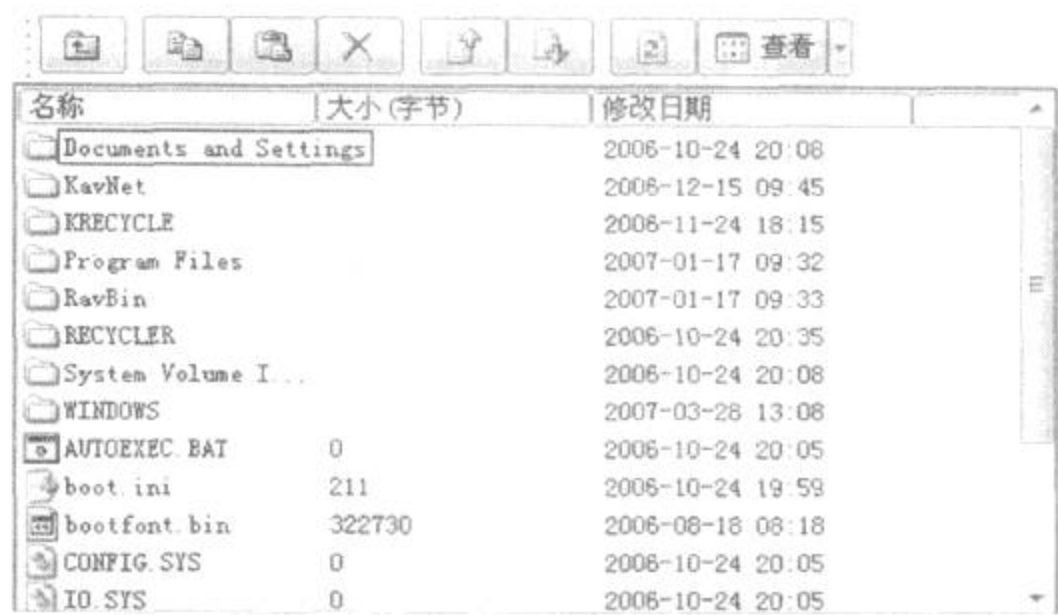 查看
名称 大小(字节) 修改日期
Documents and Settings 2006-10-24 20:08
KavNet 2006-12-15 09:45
KRECYCLE 2006-11-24 18:15
Program Files 2007-01-17 09:32
RavBin 2007-01-17 09:33
RECYCLER 2006-10-24 20:35
System Volume I... 2006-10-24 20:08
WINDOWS 2007-03-28 13:08
AUTOEXEC.BAT 0 2006-10-24 20:05
boot.ini 211 2006-10-24 19:59
bootfont.bin 322730 2006-08-18 08:18
CONFIG.SYS 0 2006-10-24 20:05
IO.SYS 0 2006-10-24 20:05